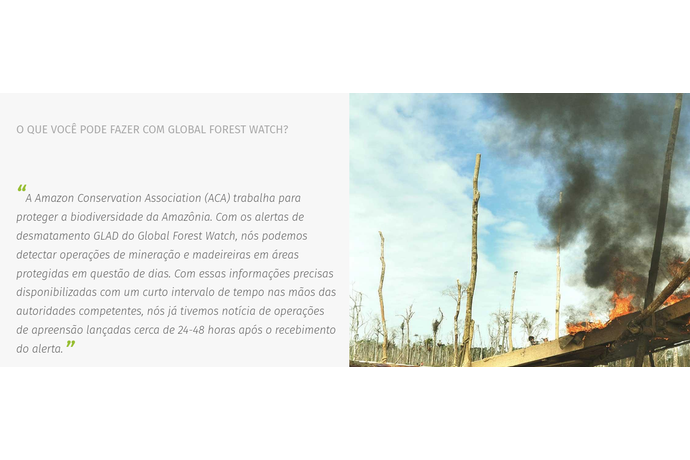 O QUE VOCÊ PODE FAZER COM GLOBAL FOREST WATCH?
“A Amazon Conservation Association (ACA) trabalha para
proteger a biodiversidade da Amazônia. Com os alertas de
desmatamento GLAD do Global Forest Watch, nós podemos
detectar operações de mineração e madeireiras em áreas
protegidas em questão de dias. Com essas informações precisas
disponibilizadas com um curto intervalo de tempo nas mãos das
autoridades competentes, nós já tivemos notícia de operações
de apreensão lançadas cerca de 24-48 horas após o recebimento
do alerta.”